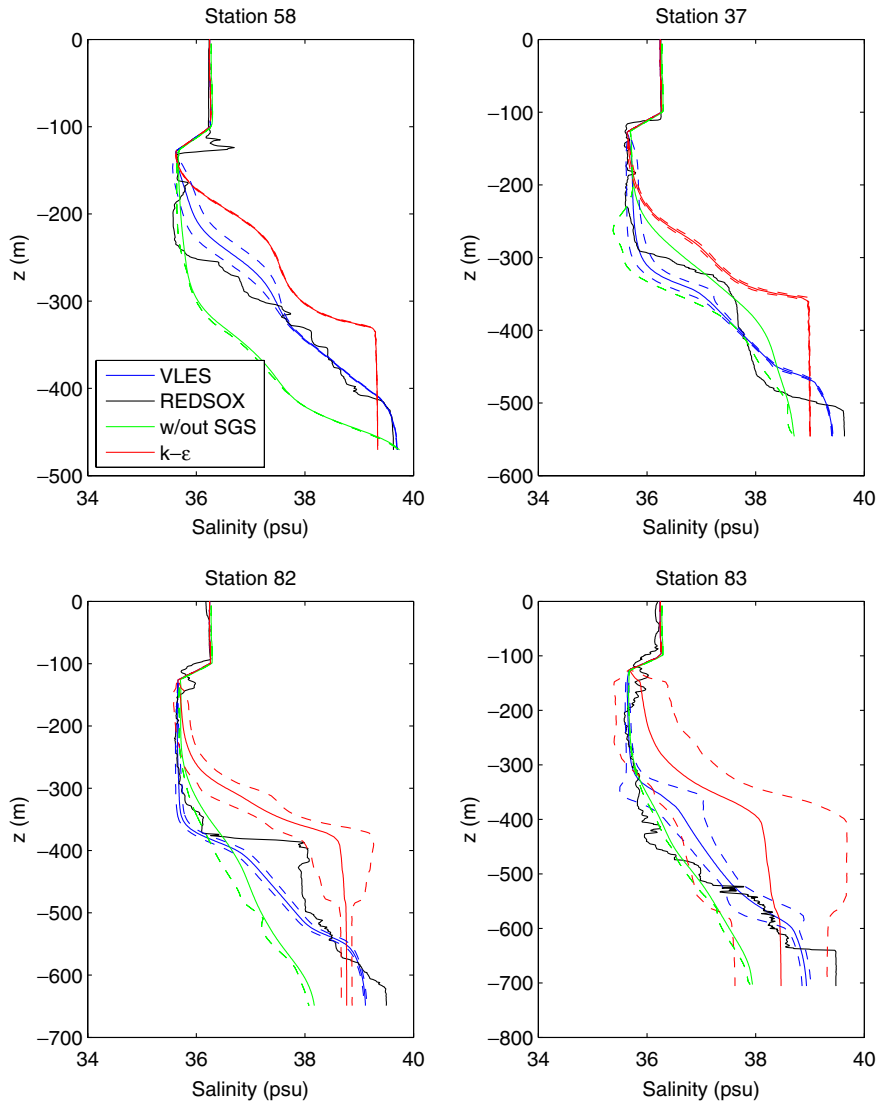 Station 58
0
−100
−200
−300
−400
−500
z (m)
VLES
REDSOX
w/out SGS
k−ε
34
36
38
40
Salinity (psu)
Station 37
0
−100
−200
−300
−400
−500
−600
z (m)
34
36
38
40
Salinity (psu)
Station 82
0
−100
−200
−300
−400
−500
−600
−700
z (m)
34
36
38
40
Salinity (psu)
Station 83
0
−100
−200
−300
−400
−500
−600
−700
−800
z (m)
34
36
38
40
Salinity (psu)